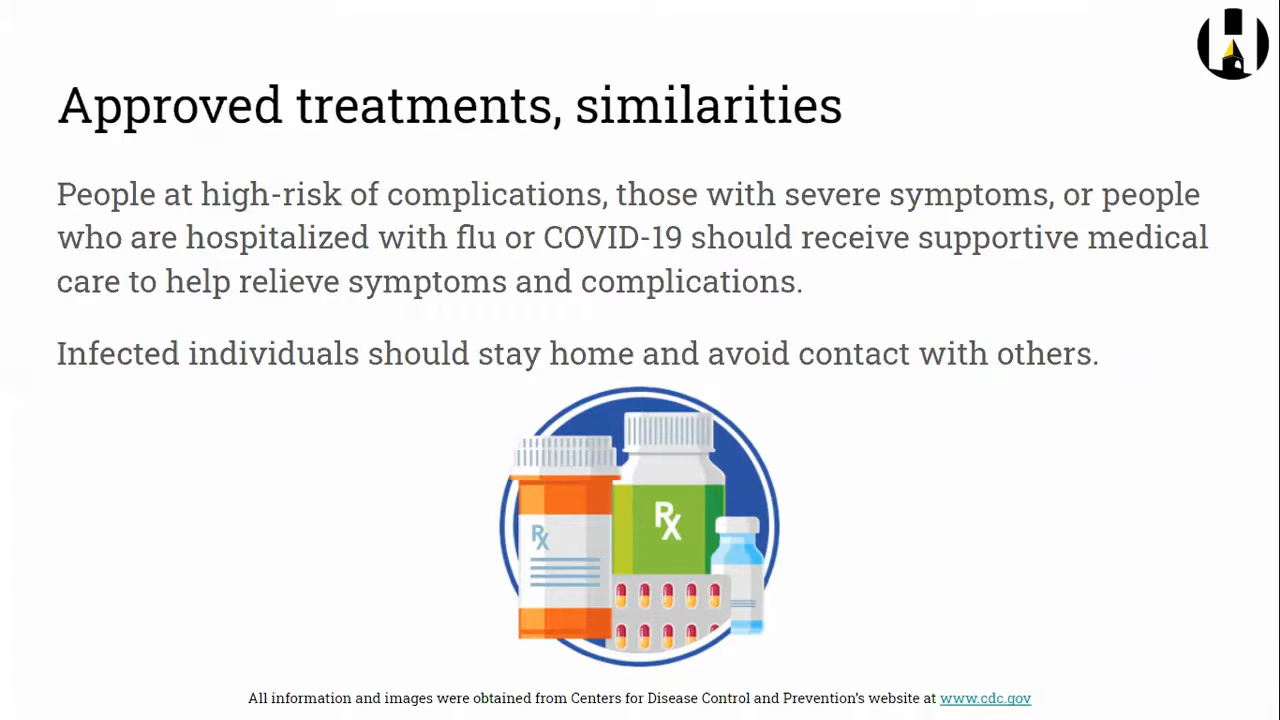 Approved treatments, similarities
People at high-risk of complications, those with severe symptoms, or people
who are hospitalized with flu or COVID-19 should receive supportive medical
care to help relieve symptoms and complications.
Infected individuals should stay home and avoid contact with others.
Rx
Rx
All information and images were obtained from Centers for Disease Control and Prevention's website at www.cdc.gov